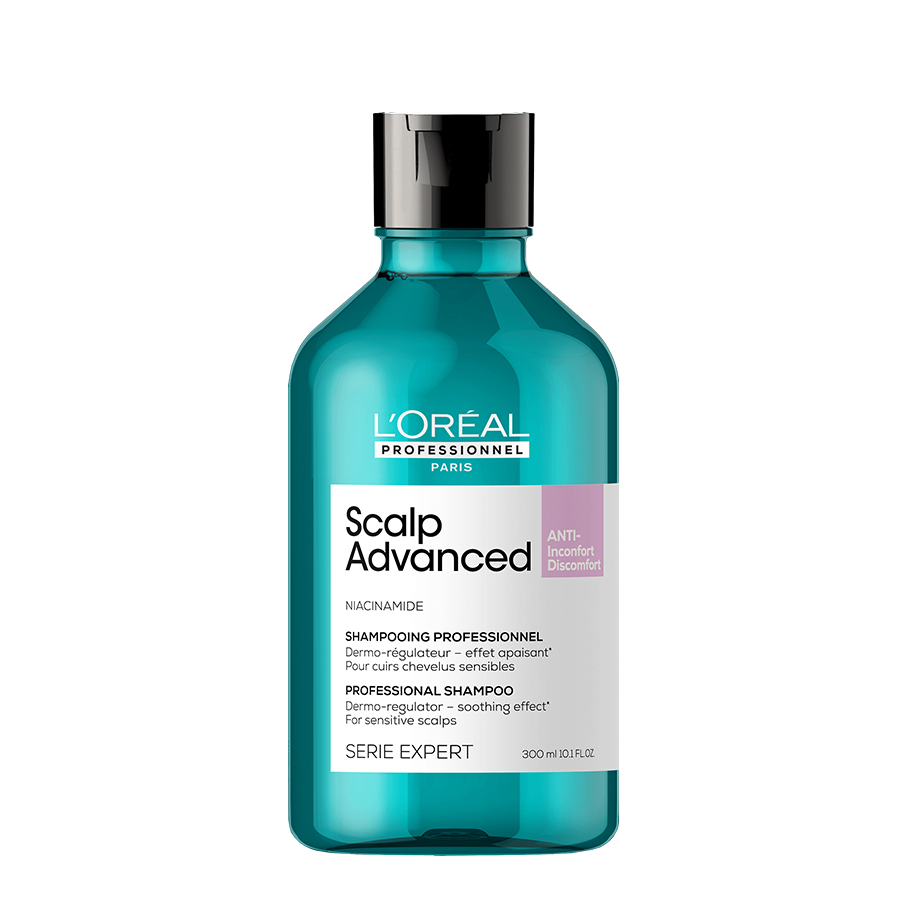 L'ORÉAL
PROFESSIONNEL
PARIS
Scalp
Advanced
ANTI-
Inconfort
Discomfort
NIACINAMIDE
SHAMPOOING PROFESSIONNEL
Dermo-régulateur – effet apaisant*
Pour cuirs chevelus sensibles
PROFESSIONAL SHAMPOO
Dermo-regulator – soothing effect*
For sensitive scalps
SERIE EXPERT
300 ml 10.1 FL.OZ.